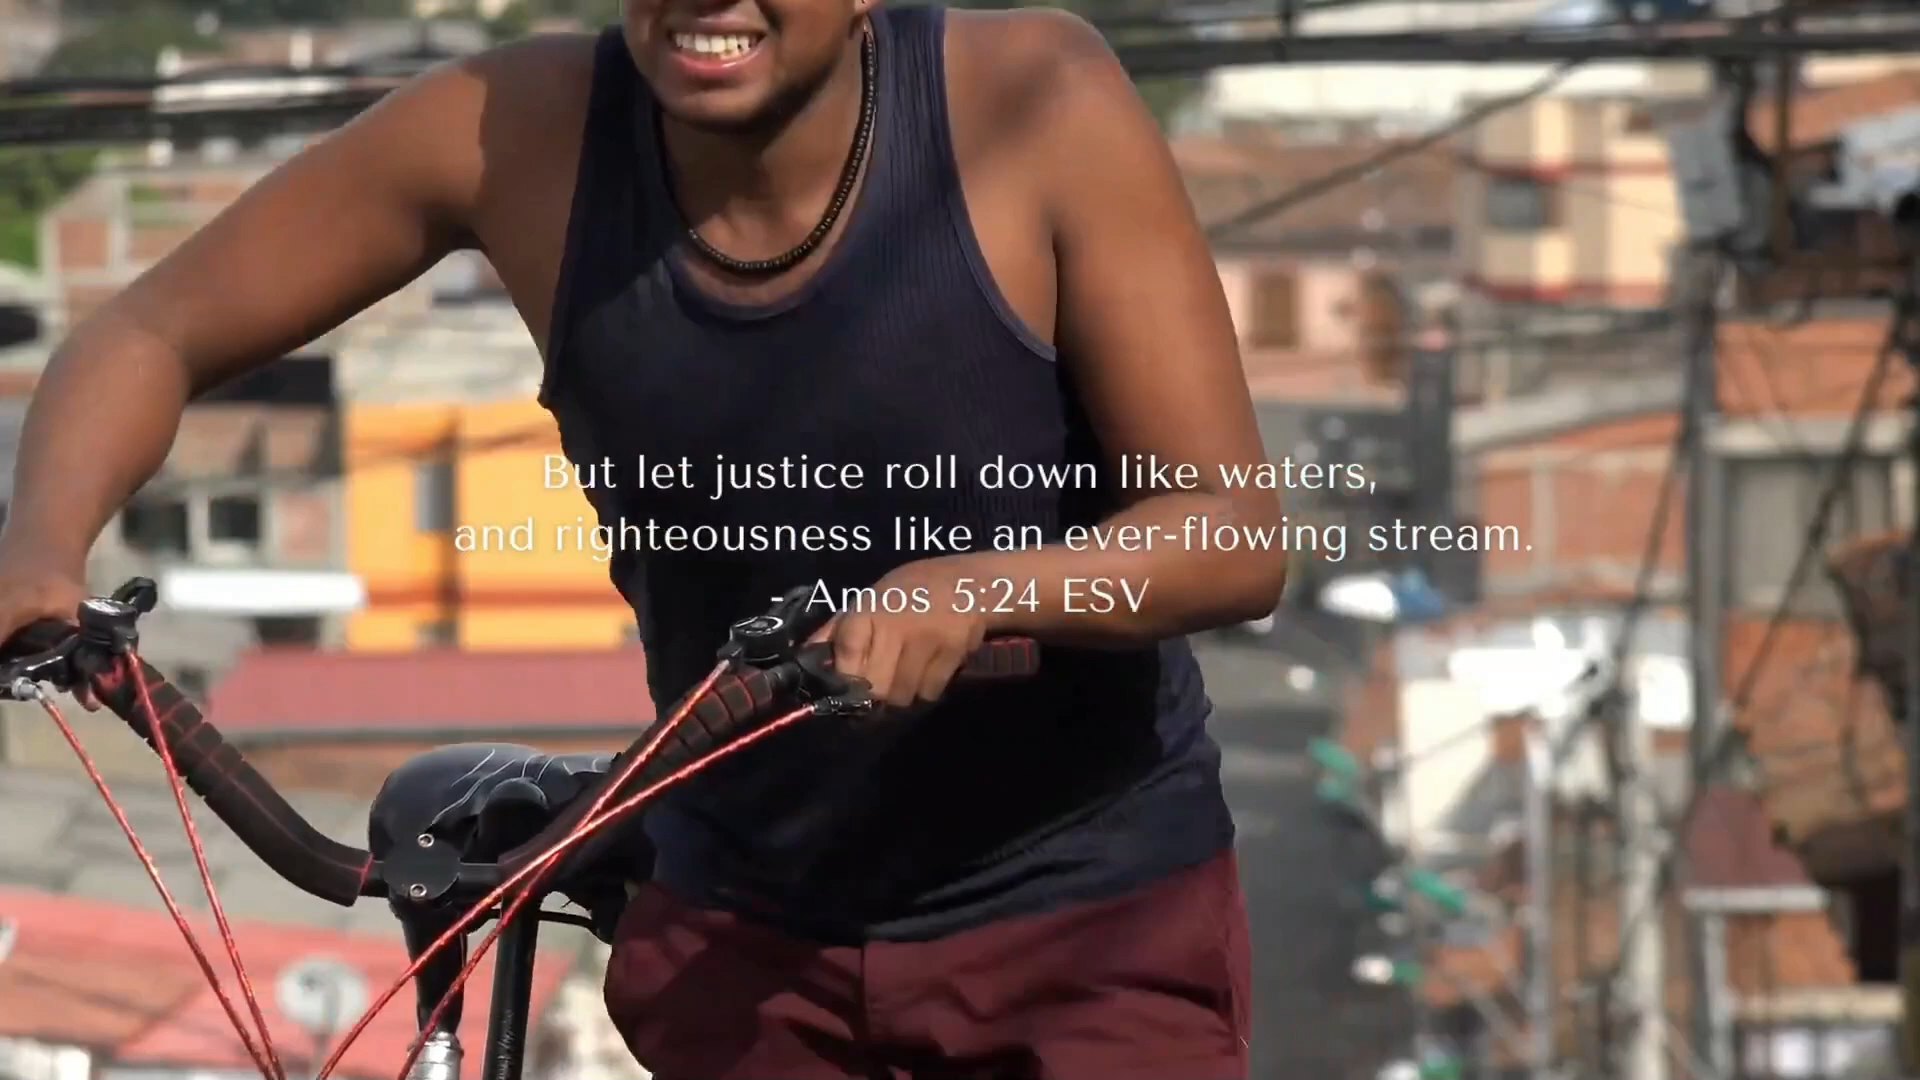 But let justice roll down like waters,
and righteousness like an ever-flowing stream.
- Amos 5:24 ESV